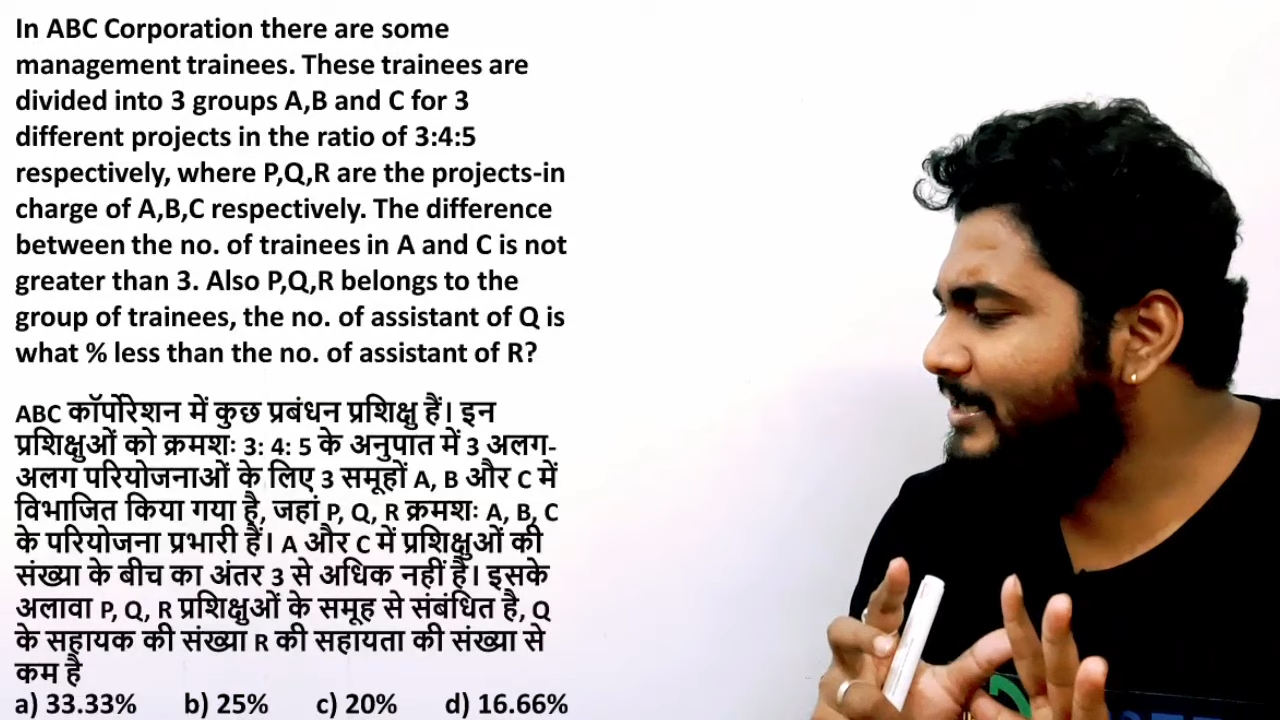 In ABC Corporation there are some
management trainees. These trainees are
divided into 3 groups A,B and C for 3
different projects in the ratio of 3:4:5
respectively, where P,Q,R are the projects-in
charge of A,B,C respectively. The difference
between the no. of trainees in A and C is not
greater than 3. Also P,Q,R belongs to the
group of trainees, the no. of assistant of Q is
what % less than the no. of assistant of R?
ABC कॉर्पोरेशन में कुछ प्रबंधन प्रशिक्षु हैं। इन
प्रशिक्षुओं को क्रमशः 3: 4: 5 के अनुपात में 3 अलग-
अलग परियोजनाओं के लिए 3 समूहों A, B और C में
विभाजित किया गया है, जहां P, Q, R क्रमशः A, B, C
के परियोजना प्रभारी हैं। A और C में प्रशिक्षुओं की
संख्या के बीच का अंतर 3 से अधिक नहीं है। इसके
अलावा P, Q, R प्रशिक्षुओं के समूह से संबंधित है, Q
के सहायक की संख्या R की सहायता की संख्या से
कम है
a) 33.33% b) 25% c) 20% d) 16.66%